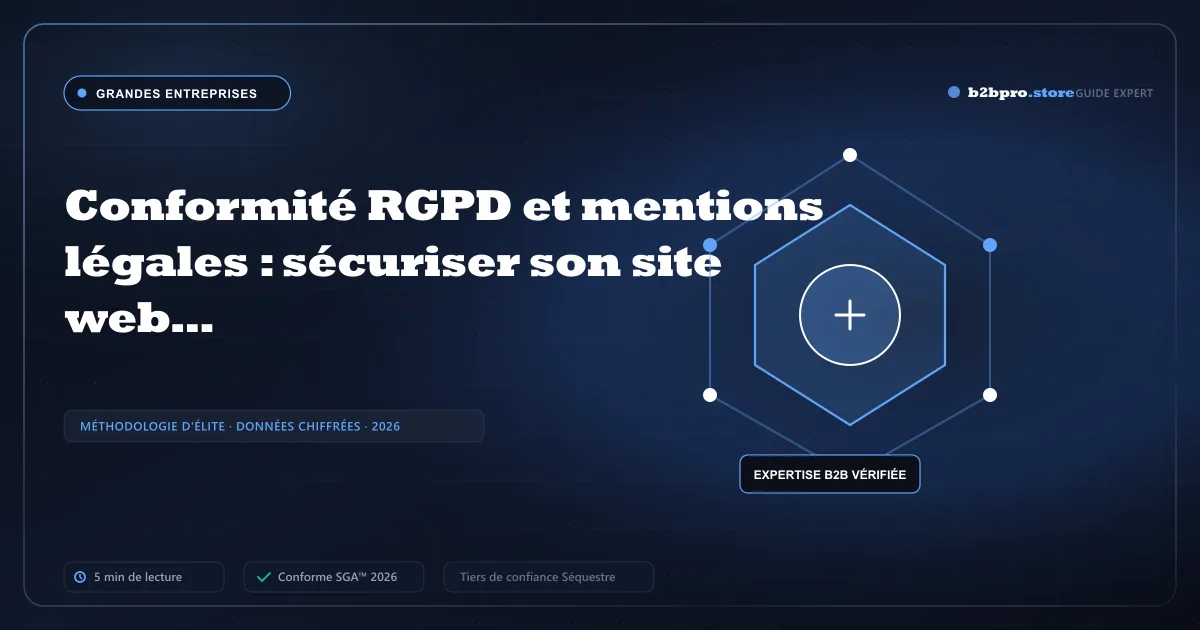 GRANDES ENTREPRISES
b2bpro.store GUIDE EXPERT
Conformité RGPD et mentions
légales : sécuriser son site
web...
MÉTHODOLOGIE D'ÉLITE · DONNÉES CHIFFRÉES · 2026
EXPERTISE B2B VÉRIFIÉE
5 min de lecture
Conforme SGA™ 2026
Tiers de confiance Séquestre